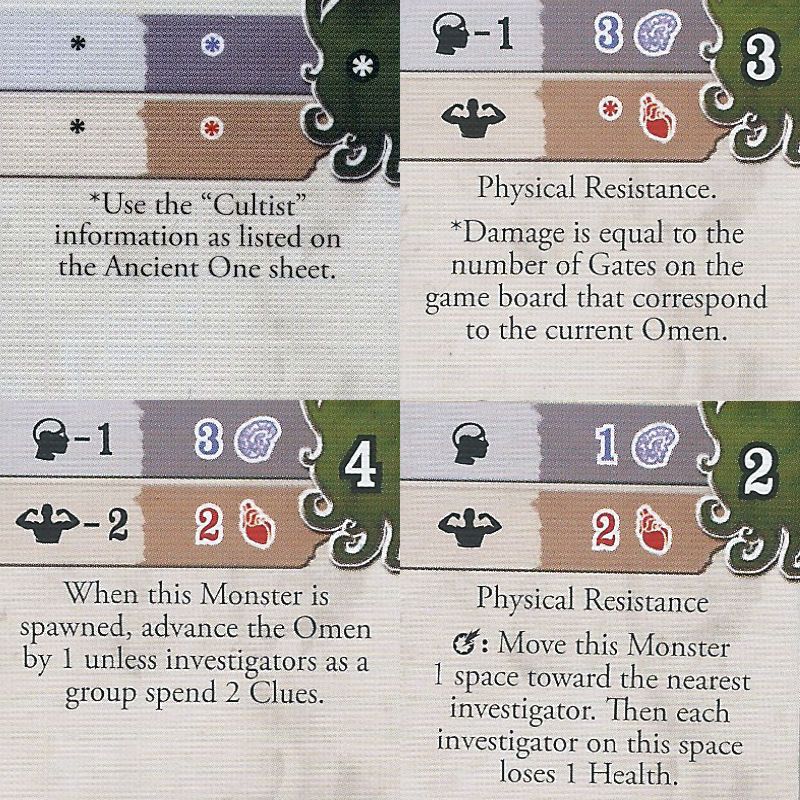 * *
*
* *
*Use the “Cultist”
information as listed on
the Ancient One sheet.
-1 3
3
*
Physical Resistance.
*Damage is equal to the
number of Gates on the
game board that correspond
to the current Omen.
-1 3
4
-2 2
When this Monster is
spawned, advance the Omen
by 1 unless investigators as a
group spend 2 Clues.
1
2
2
Physical Resistance
: Move this Monster
1 space toward the nearest
investigator. Then each
investigator on this space
loses 1 Health.